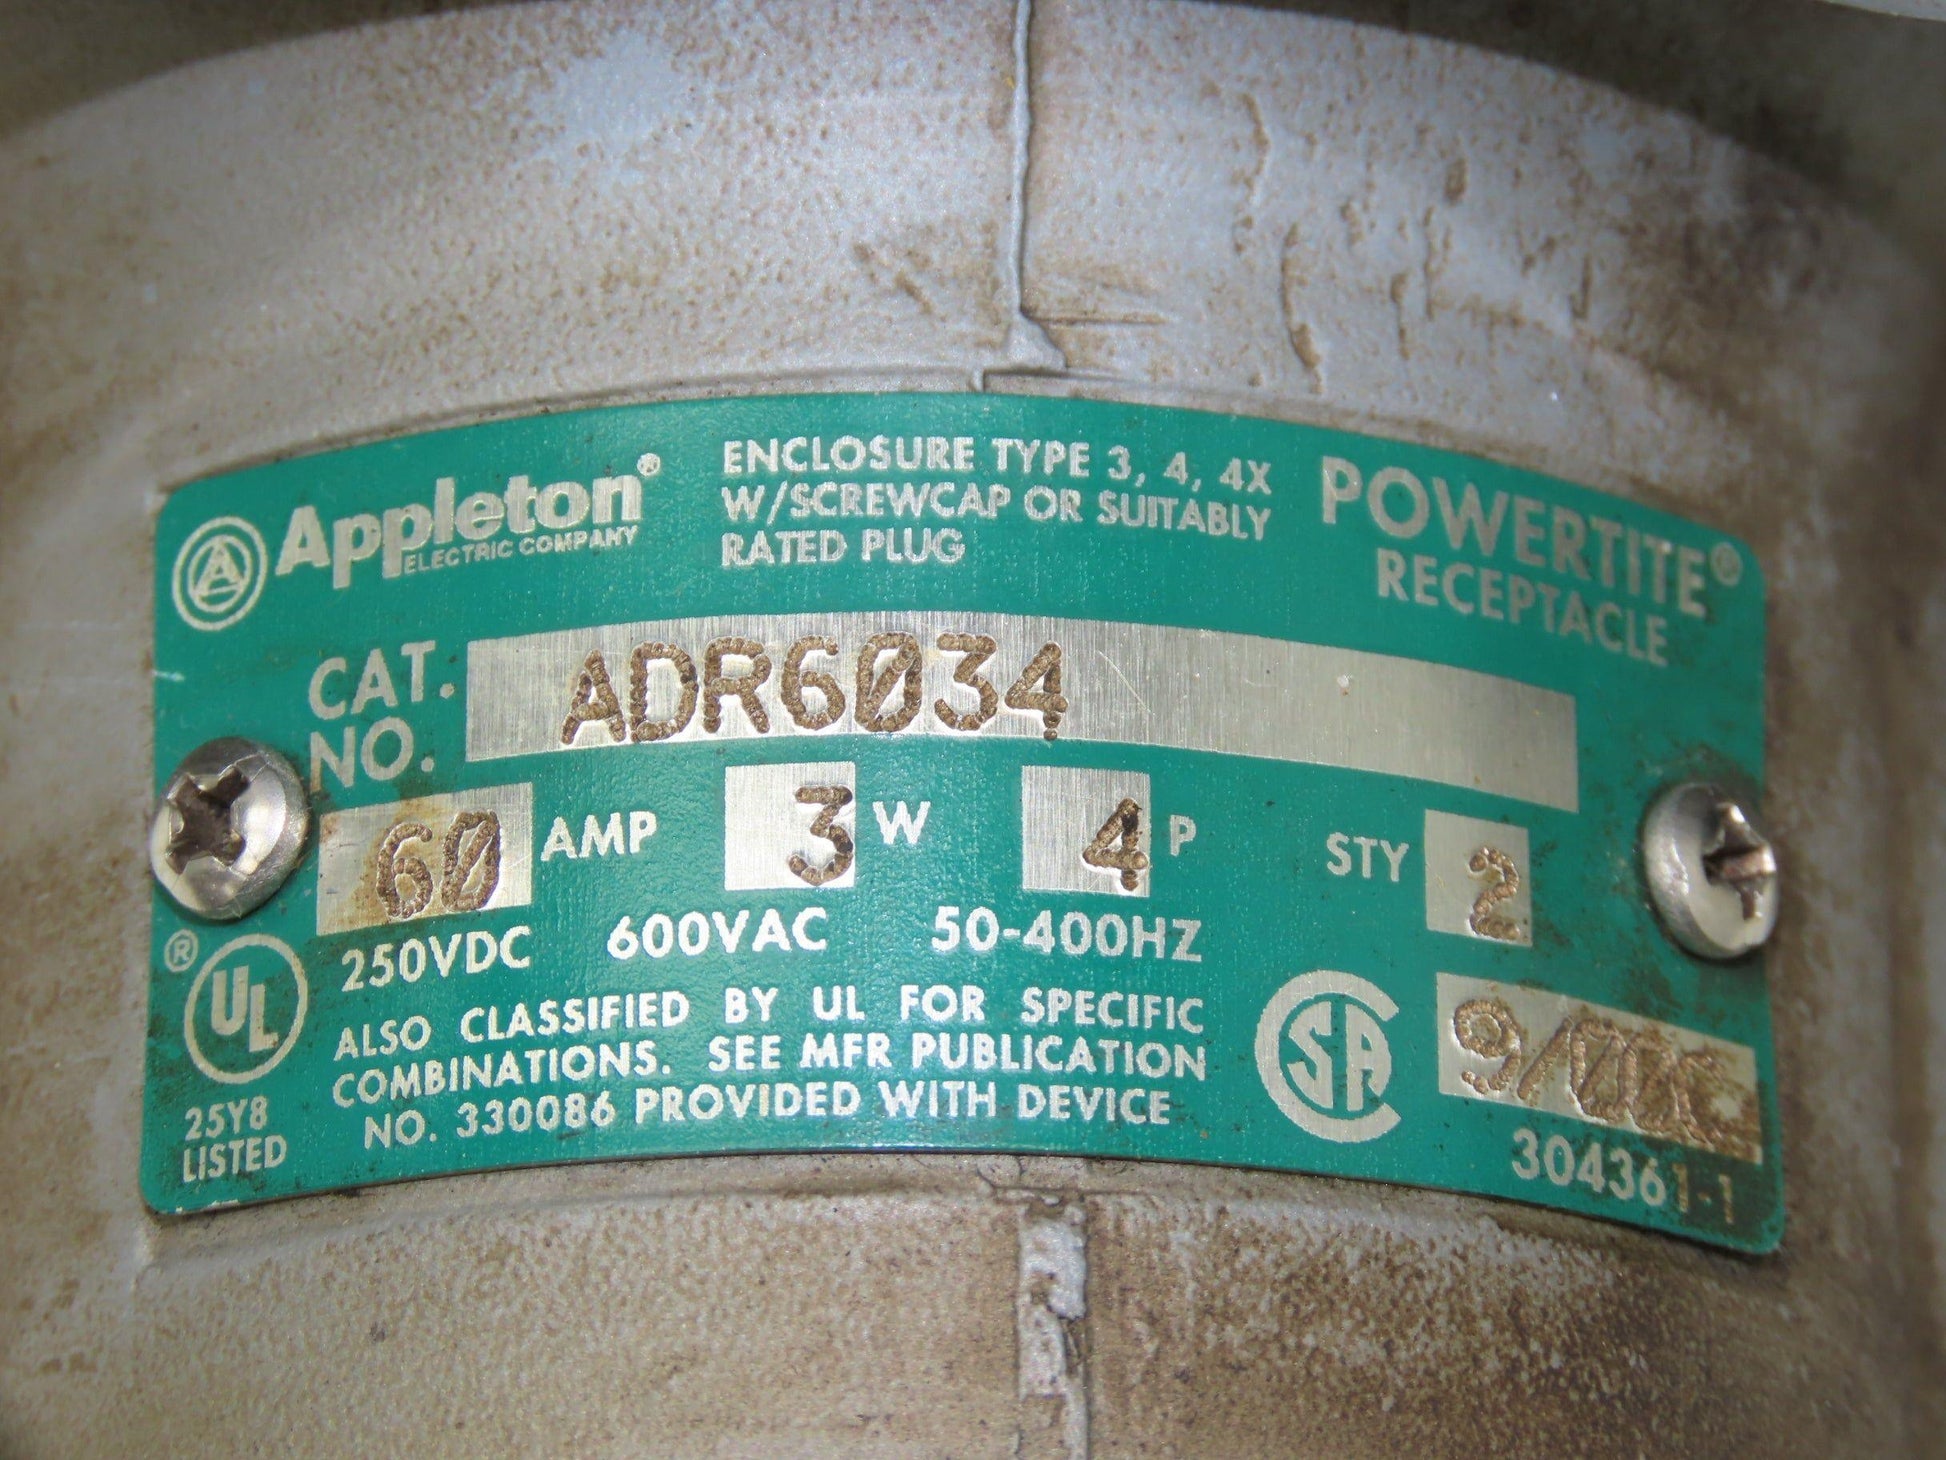 Appleton®
ELECTRIC COMPANY
ENCLOSURE TYPE 3, 4, 4X
W/SCREWCAP OR SUITABLY
RATED PLUG
POWERTITE®
RECEPTACLE
CAT. NO. ADR6034
60 AMP 3 W 4 P STY 2
250VDC 600VAC 50-400HZ
® UL
25Y8
LISTED
ALSO CLASSIFIED BY UL FOR SPECIFIC
COMBINATIONS. SEE MFR PUBLICATION
NO. 330086 PROVIDED WITH DEVICE
CSA
304361-1